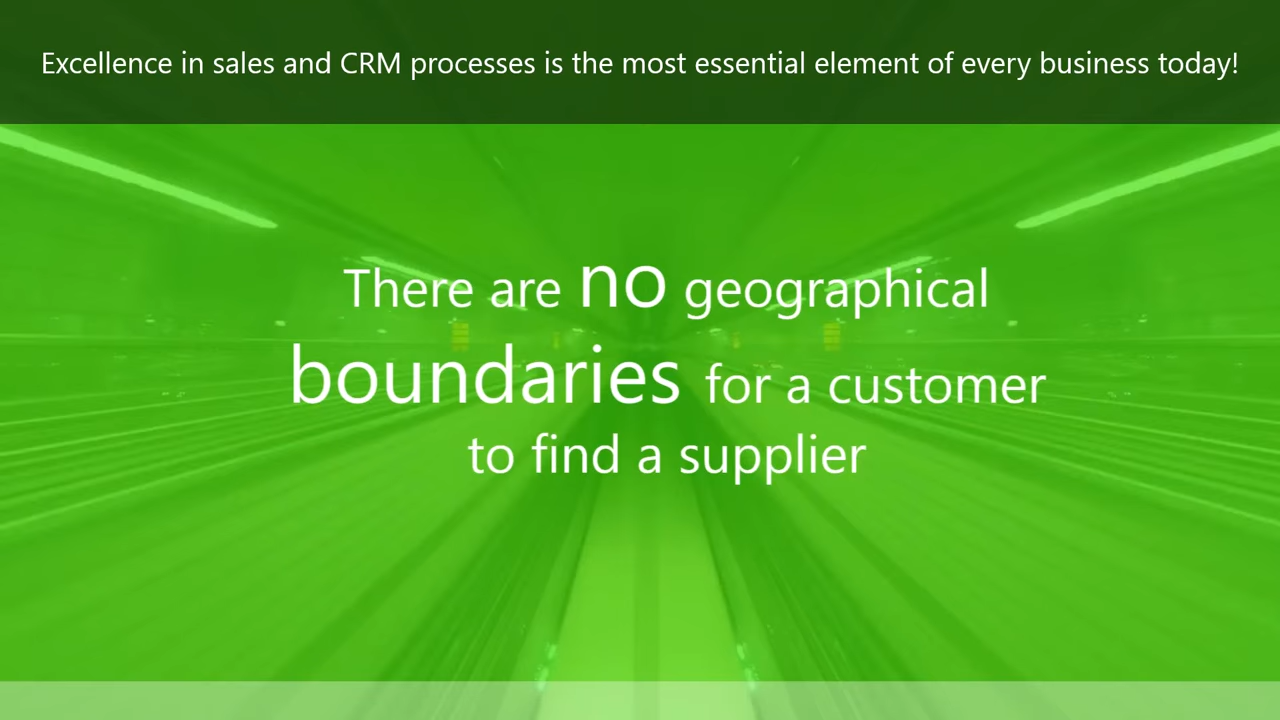 Excellence in sales and CRM processes is the most essential element of every business today!
There are no geographical
boundaries for a customer
to find a supplier